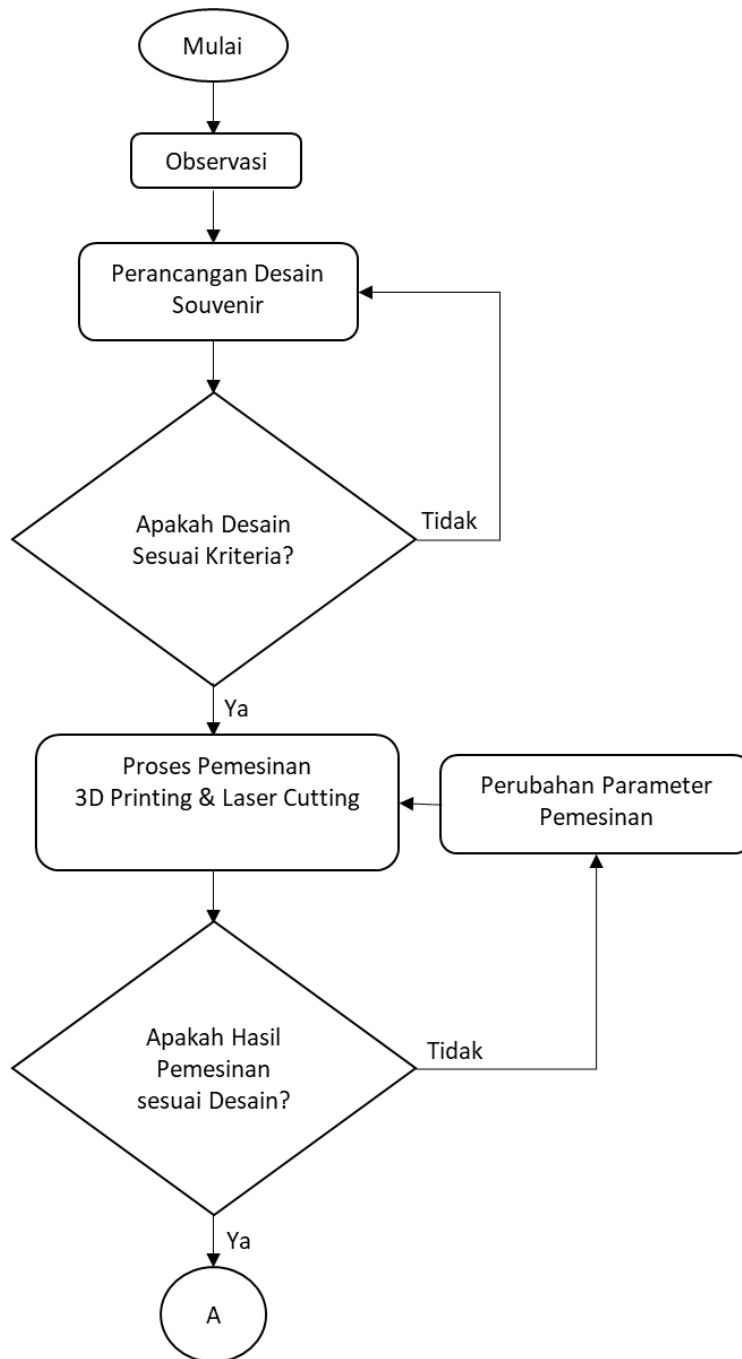 Mulai
Observasi
Perancangan Desain
Souvenir
Apakah Desain
Sesuai Kriteria?
Tidak
Ya
Proses Pemesinan
3D Printing & Laser Cutting
Perubahan Parameter
Pemesinan
Apakah Hasil
Pemesinan
sesuai Desain?
Tidak
Ya
A